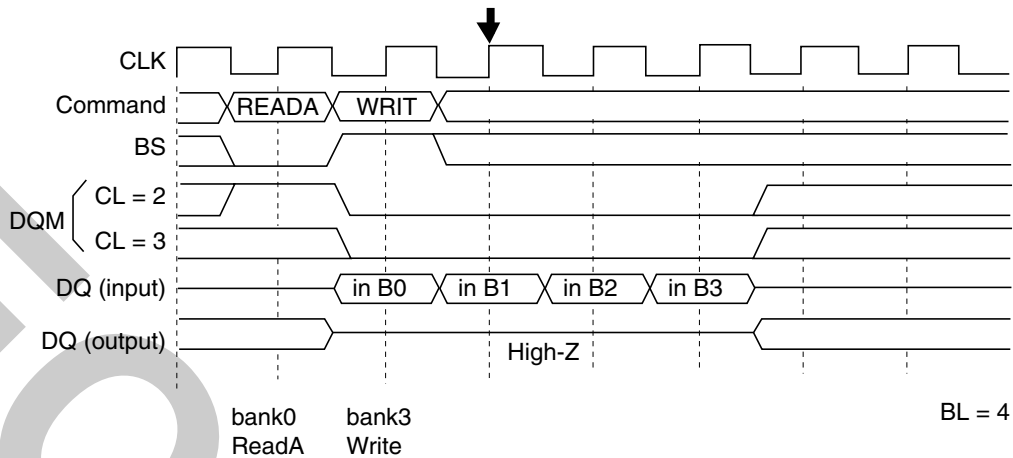 CLK
Command READA WRIT
BS
DQM CL = 2
CL = 3
DQ (input) in B0 in B1 in B2 in B3
DQ (output) High-Z
bank0 bank3 BL = 4
ReadA Write